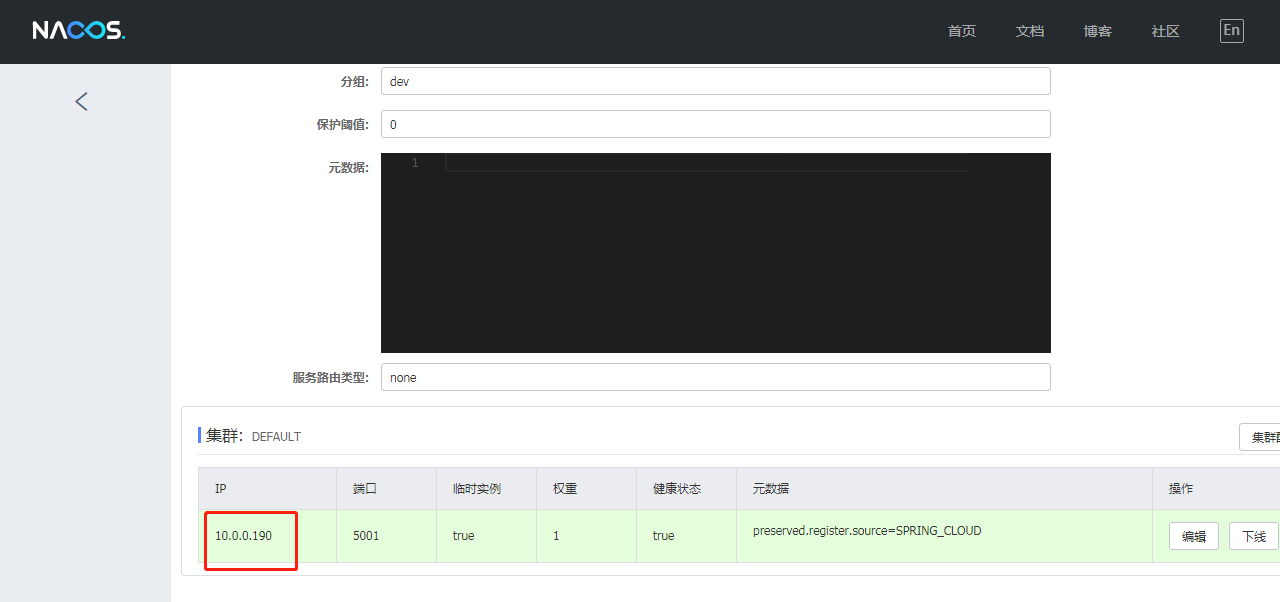 NACOS.
首页 文档 博客 社区 En
分组: dev
保护阈值: 0
元数据:
1
服务路由类型: none
集群: DEFAULT
集群
IP 端口 临时实例 权重 健康状态 元数据 操作
10.0.0.190 5001 true 1 true preserved.register.source=SPRING_CLOUD 编辑 下线